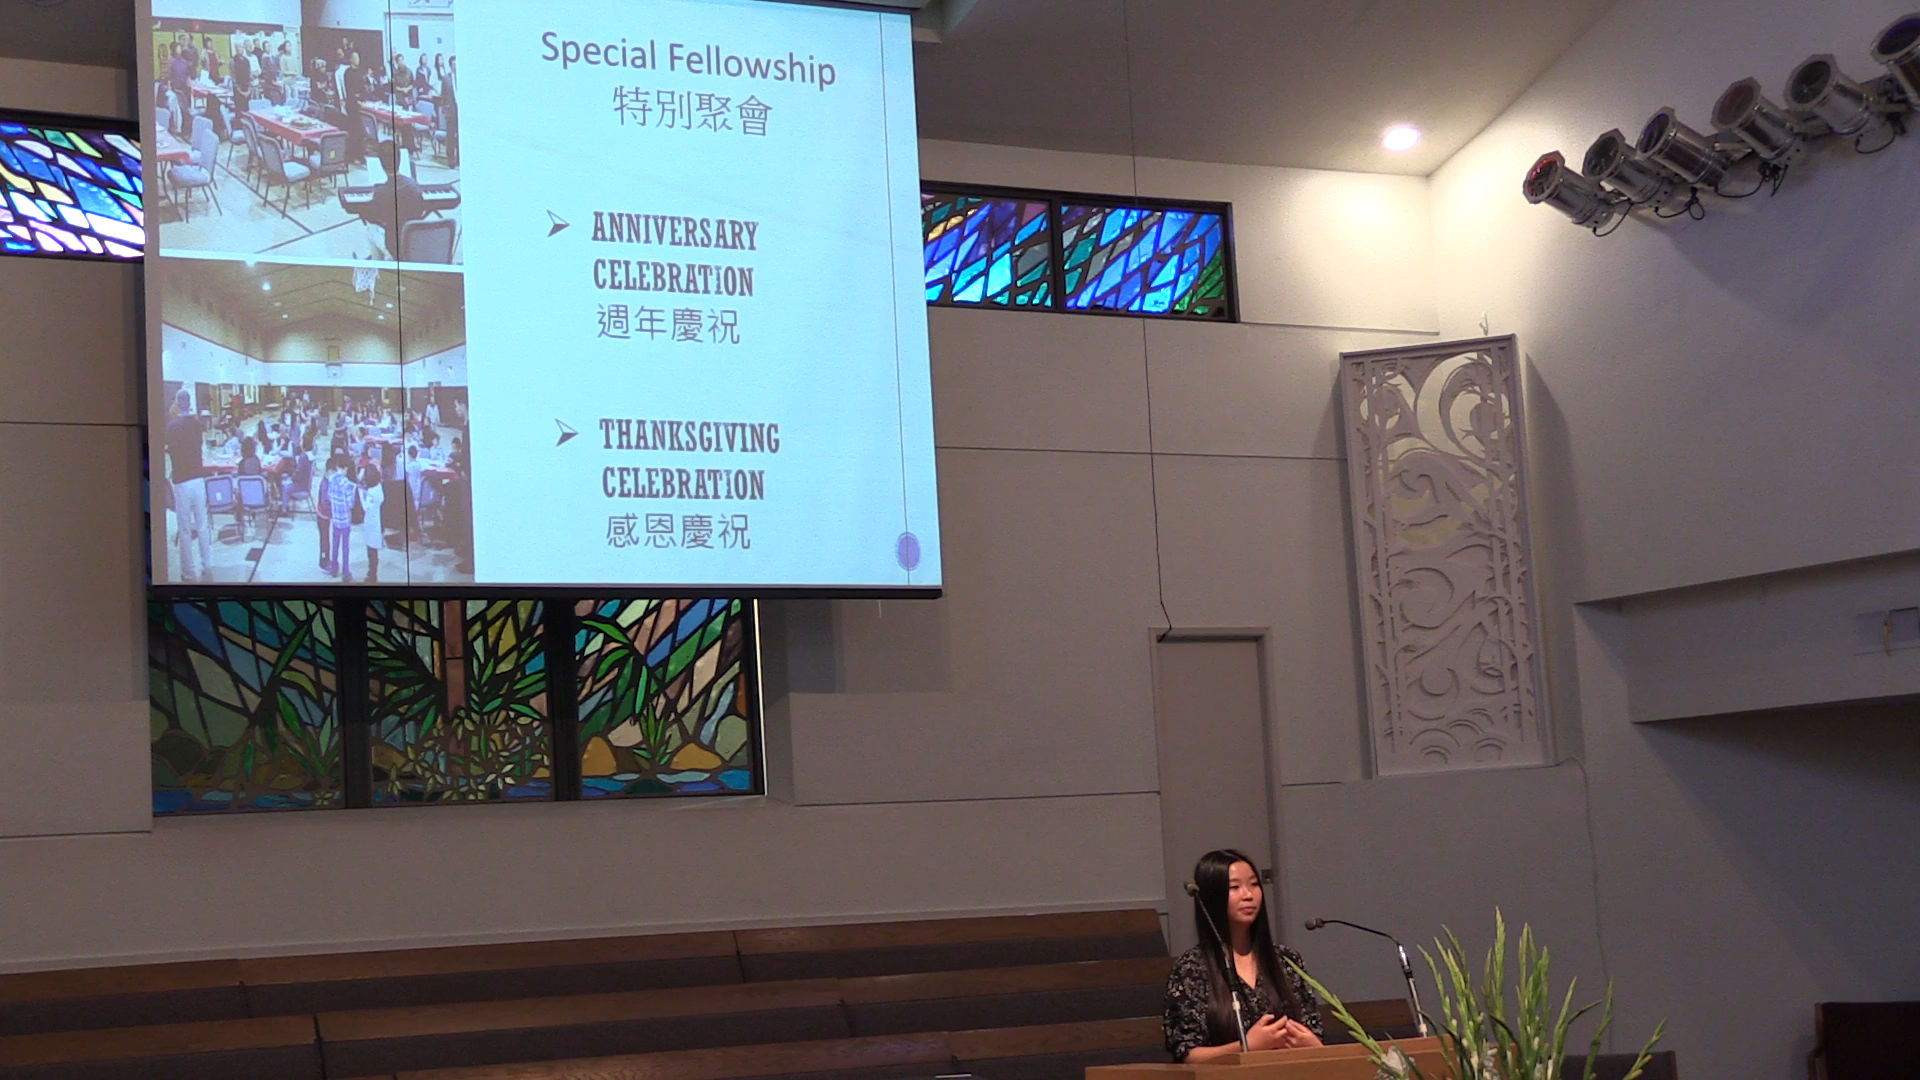 Special Fellowship
特別聚會
ANNIVERSARY
CELEBRATION
週年慶祝
THANKSGIVING
CELEBRATION
感恩慶祝